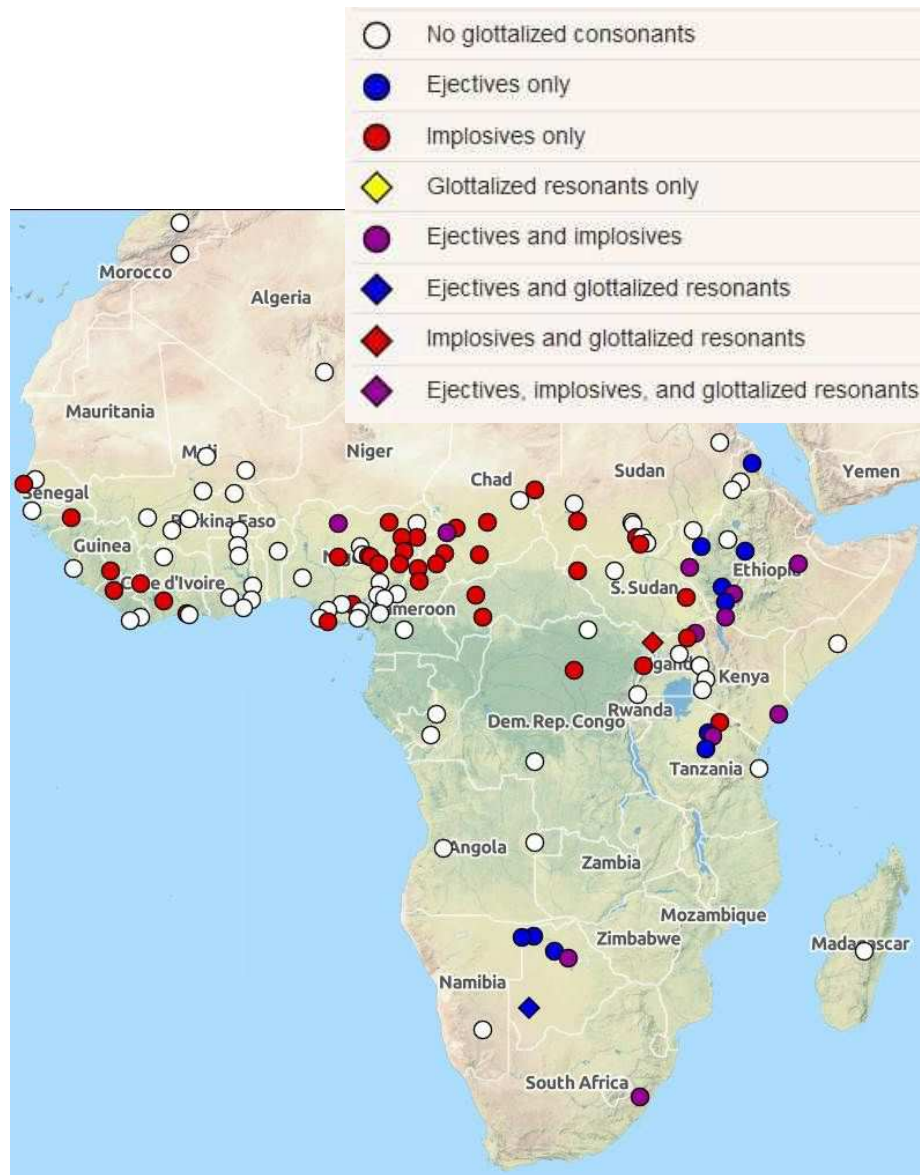 No glottalized consonants
Ejectives only
Implosives only
Glottalized resonants only
Ejectives and implosives
Ejectives and glottalized resonants
Implosives and glottalized resonants
Ejectives, implosives, and glottalized resonants
Morocco
Algeria
Mauritania
Niger
Chad
Sudan
Yemen
Senegal
Guinea
Ethiopia
S. Sudan
Kenya
Rwanda
Dem. Rep. Congo
Tanzania
Angola
Zambia
Mozambique
Zimbabwe
Namibia
South Africa